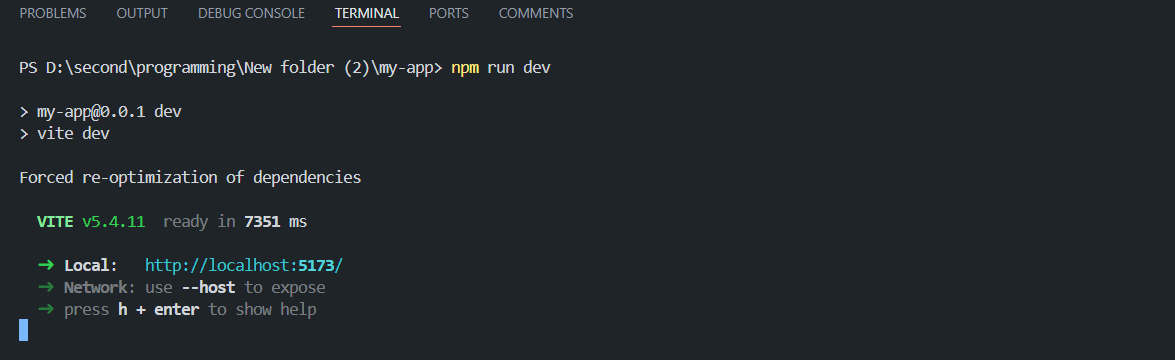 PROBLEMS OUTPUT DEBUG CONSOLE TERMINAL PORTS COMMENTS
PS D:\second\programming\New folder (2)\my-app> npm run dev
> my-app@0.0.1 dev
> vite dev
Forced re-optimization of dependencies
VITE v5.4.11 ready in 7351 ms
➜ Local: http://localhost:5173/
➜ Network: use --host to expose
➜ press h + enter to show help